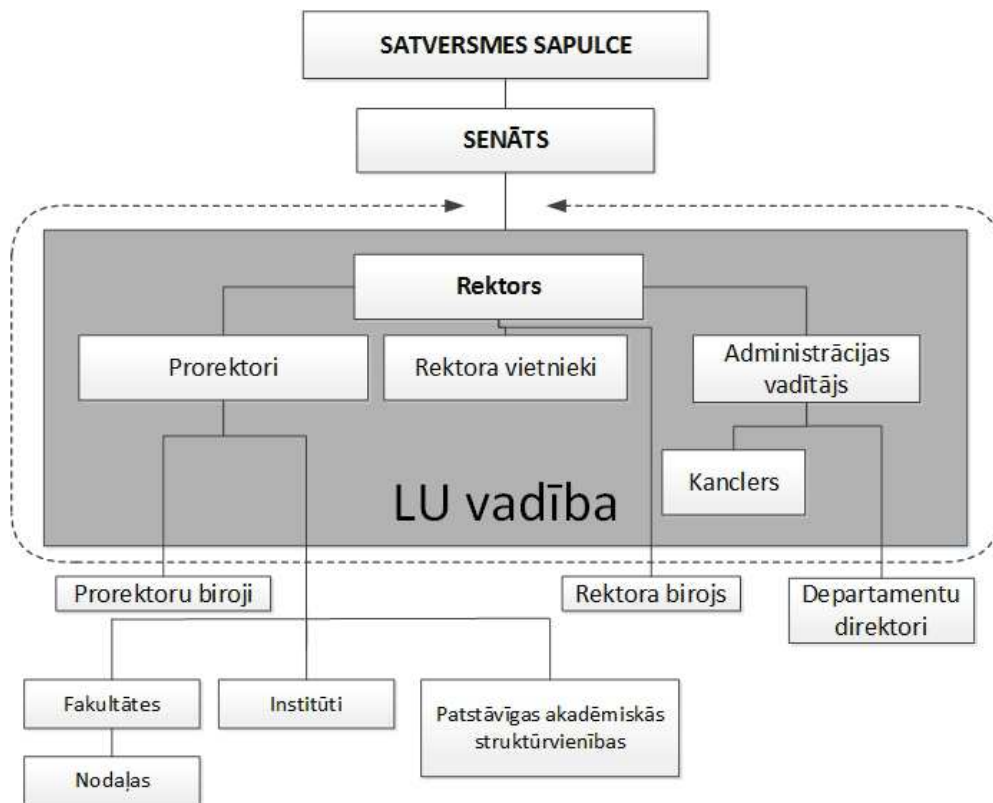 SATVERSMES SAPULCE
SENĀTS
Rektors
Prorektori
Rektora vietnieki
Administrācijas
vadītājs
Kanclers
LU vadība
Prorektoru biroji
Rektora birojs
Departamentu
direktori
Fakultātes
Institūti
Patstāvīgas akadēmiskās
struktūrvienības
Nodaļas